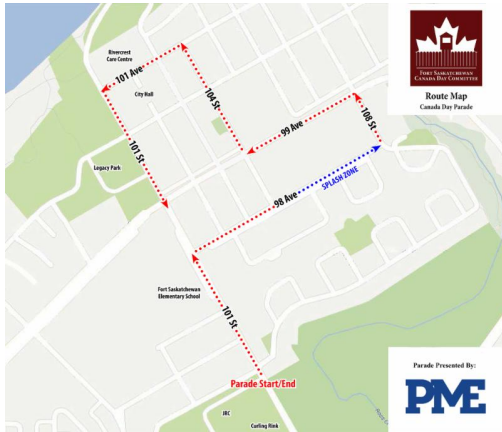 Rivercrest
Care Centre
101 Ave
City Hall
104 St
101 St
Legacy Park
99 Ave
108 St
98 Ave
SPLASH ZONE
Fort Saskatchewan
Elementary School
101 St
Parade Start/End
JRC
Curling Rink
FORT SASKATCHEWAN
CANADA DAY COMMITTEE
Route Map
Canada Day Parade
Parade Presented By:
PME